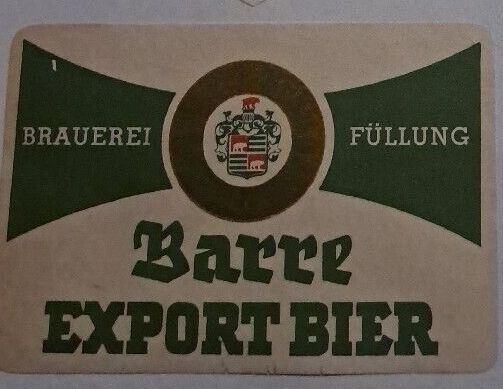 BRAUEREI FÜLLUNG
Barre
EXPORT BIER